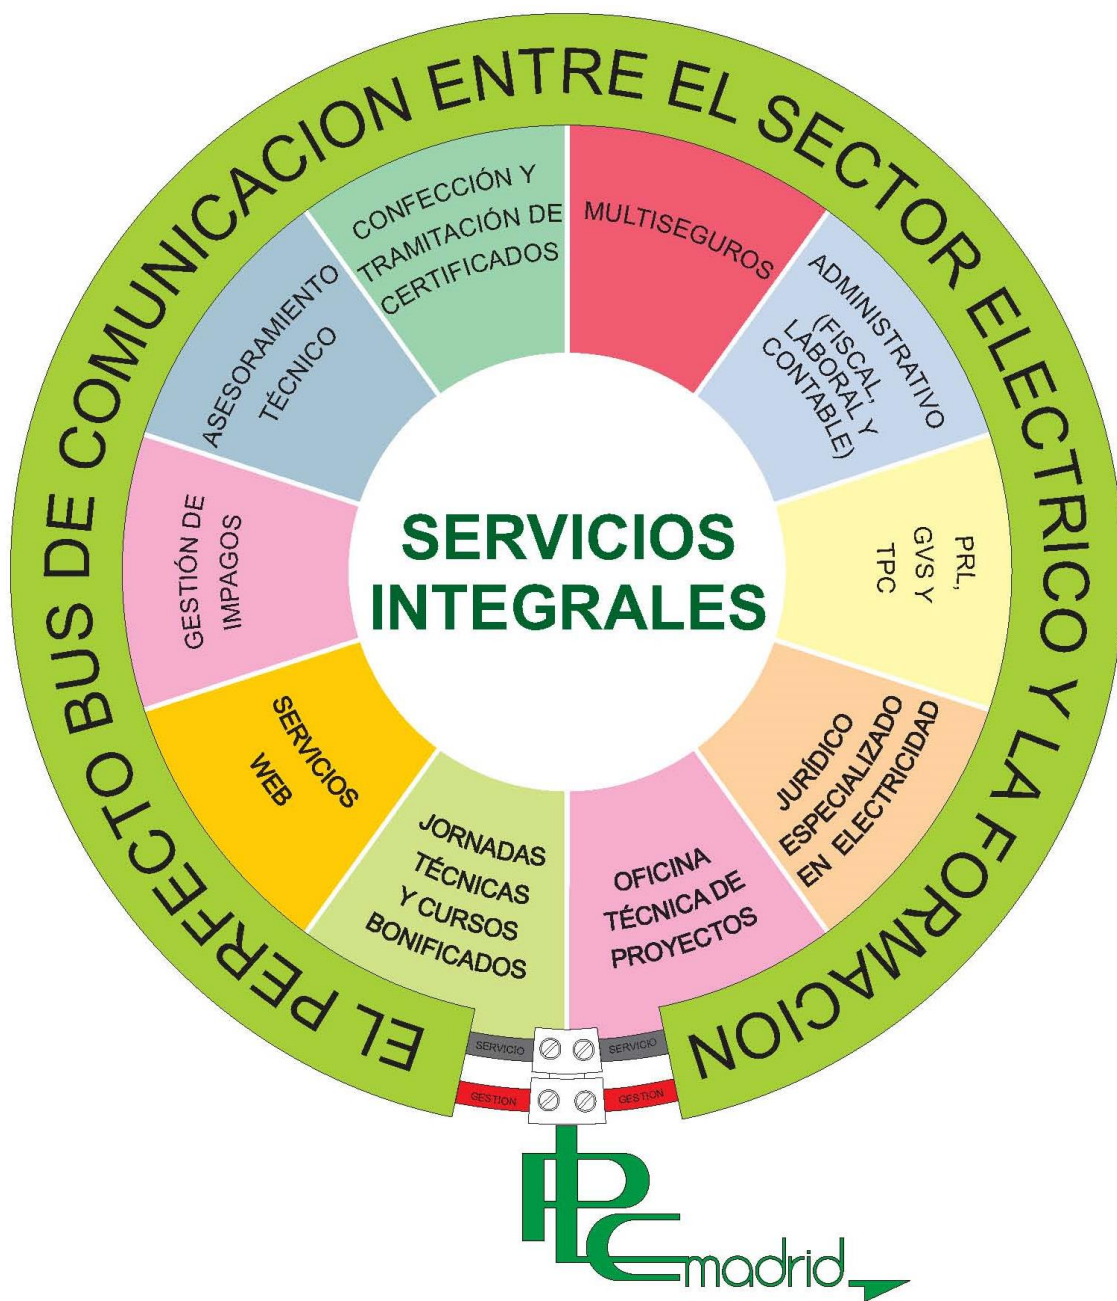 EL PERFECTO BUS DE COMUNICACION ENTRE EL SECTOR ELECTRICO Y LA FORMACION
CONFECCIÓN Y
TRAMITACIÓN DE
CERTIFICADOS
MULTISEGUROS
ADMINISTRATIVO
(FISCAL,
LABORAL Y
CONTABLE)
PRL,
GVS Y
TPC
JURÍDICO
ESPECIALIZADO
EN ELECTRICIDAD
OFICINA
TÉCNICA DE
PROYECTOS
JORNADAS
TÉCNICAS
Y CURSOS
BONIFICADOS
SERVICIOS
WEB
GESTIÓN DE
IMPAGOS
ASESORAMIENTO
TÉCNICO
SERVICIOS
INTEGRALES
SERVICIO
SERVICIO
GESTION
GESTION
PLC madrid